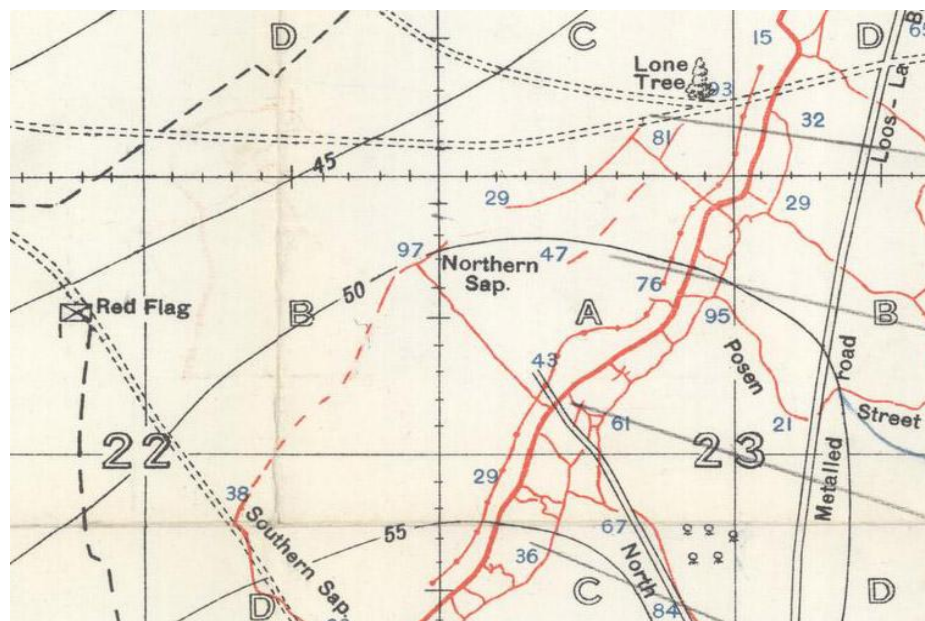 D
C
15
D
65
Lone
Tree
93
Loos - La B
81
32
45
29
29
97
Northern
Sap.
47
50
76
Red Flag
B
A
95
B
43
Posen
Street
road
61
21
22
23
Metalled
29
38
Southern Sap.
55
67
36
North
D
C
84
D